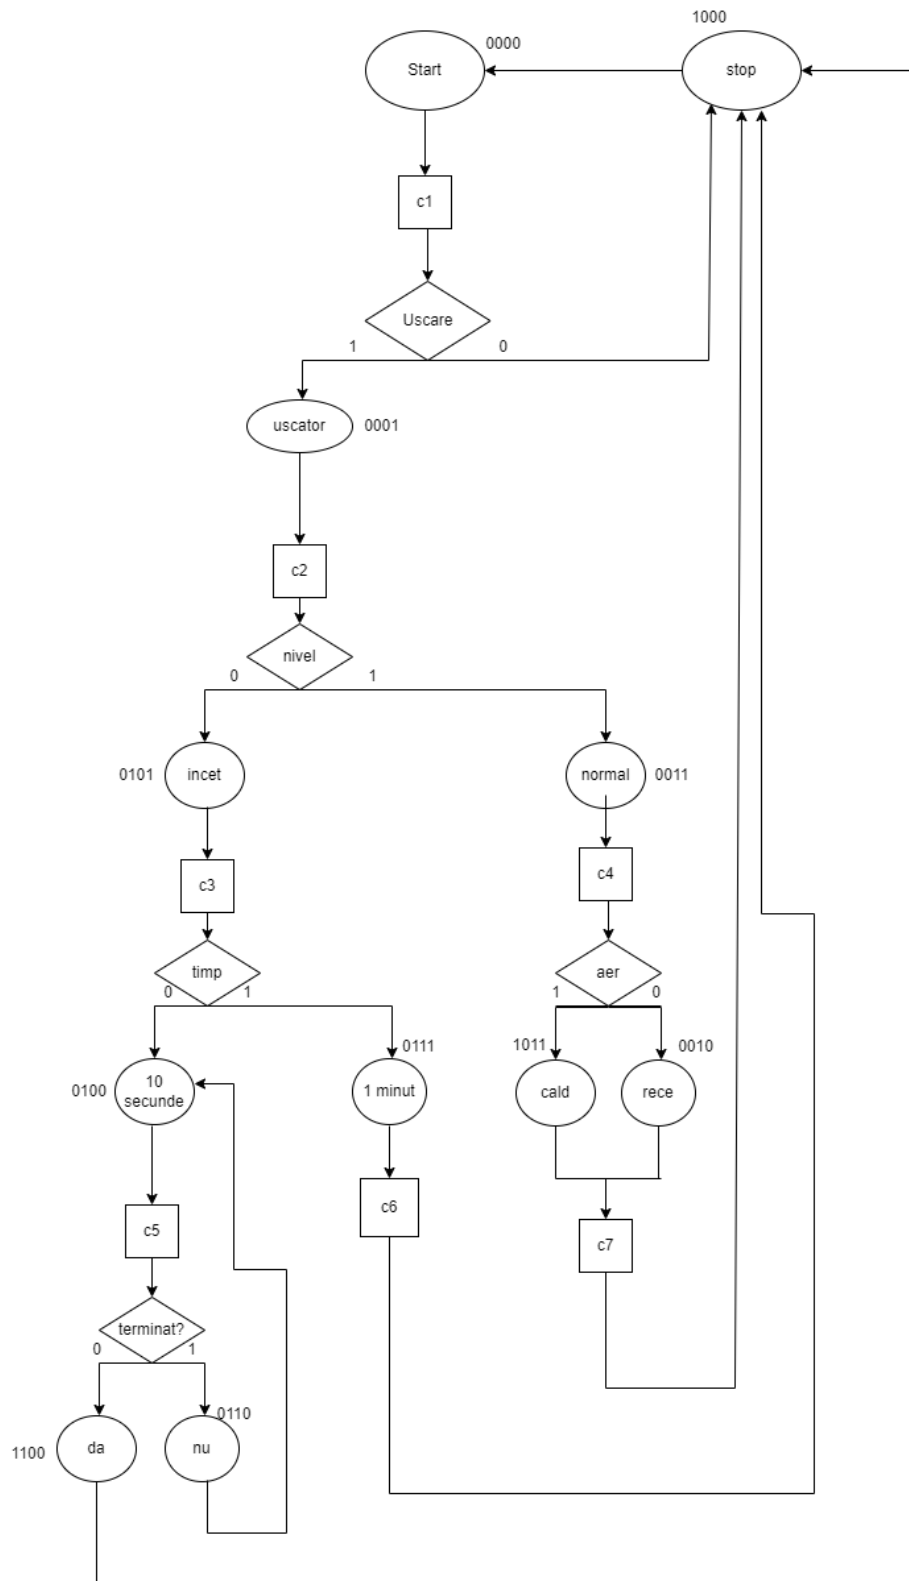 1000
Start
0000
stop
c1
Uscare
1
0
uscator
0001
c2
nivel
0
1
0101
incet
normal
0011
c3
c4
timp
0
1
aer
1
0
0100
10
secunde
0111
1 minut
1011
cald
0010
rece
c5
c6
c7
terminat?
0
1
1100
da
0110
nu